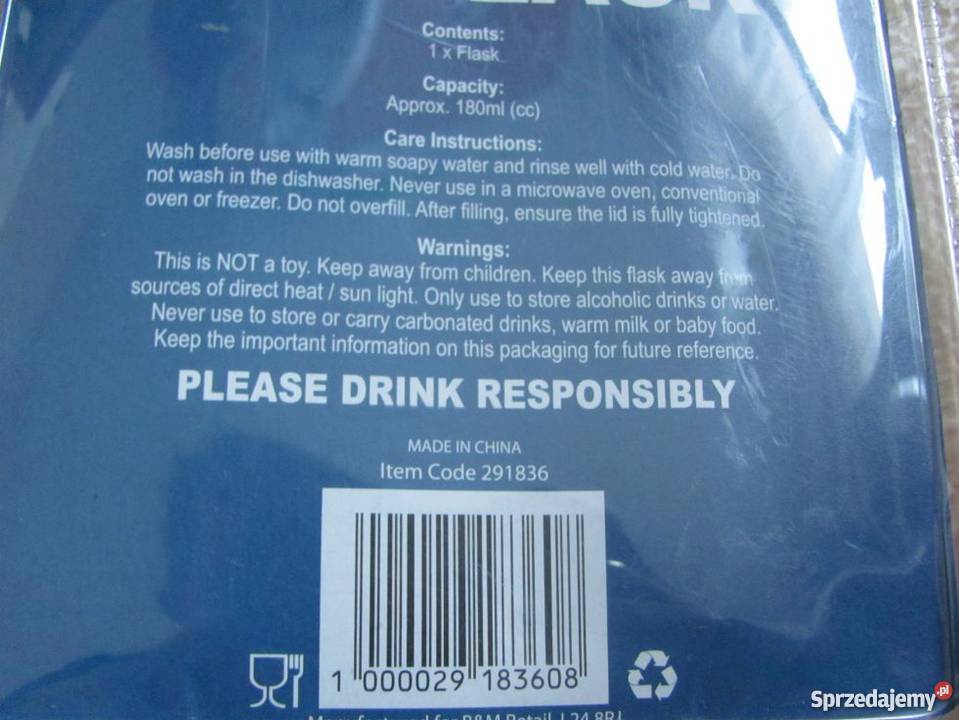 Contents:
1 x Flask
Capacity:
Approx. 180ml (cc)
Care Instructions:
Wash before use with warm soapy water and rinse well with cold water. Do
not wash in the dishwasher. Never use in a microwave oven, conventional
oven or freezer. Do not overfill. After filling, ensure the lid is fully tightened.
Warnings:
This is NOT a toy. Keep away from children. Keep this flask away from
sources of direct heat / sun light. Only use to store alcoholic drinks or water.
Never use to store or carry carbonated drinks, warm milk or baby food.
Keep the important information on this packaging for future reference.
PLEASE DRINK RESPONSIBLY
MADE IN CHINA
Item Code 291836
1 000029 183608
Manufactured for B&M Retail, L24 8RJ
Sprzedajemy.pl